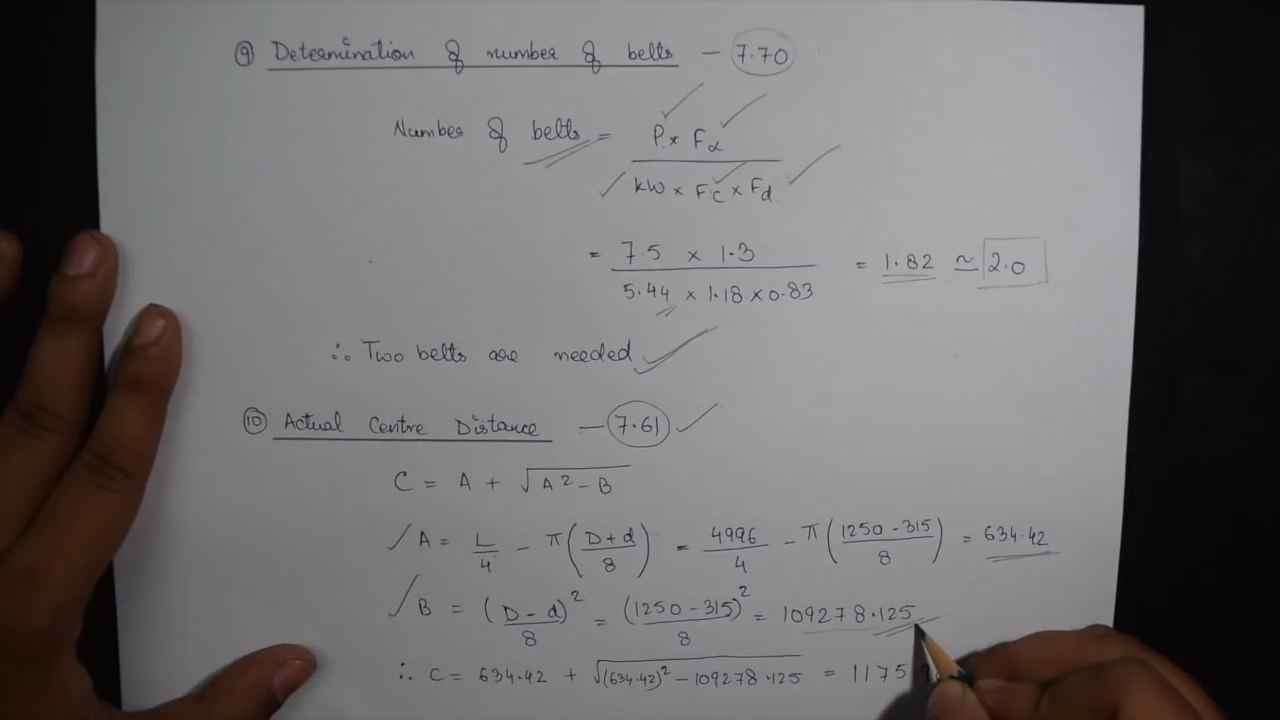 ⑨ Determination of number of belts — 7.70
Number of belts = P × Fα / kW × Fc × Fd
= 7.5 × 1.3 / 5.44 × 1.18 × 0.83 = 1.82 ≃ 2.0
∴ Two belts are needed
⑩ Actual Centre Distance — 7.61
C = A + √(A² − B)
A = L/4 − π(D+d/8) = 4996/4 − π(1250 − 315/8) = 634.42
B = (D − d/8)² = (1250 − 315)²/8 = 109278.125
∴ C = 634.42 + √((634.42)² − 109278.125) = 1175